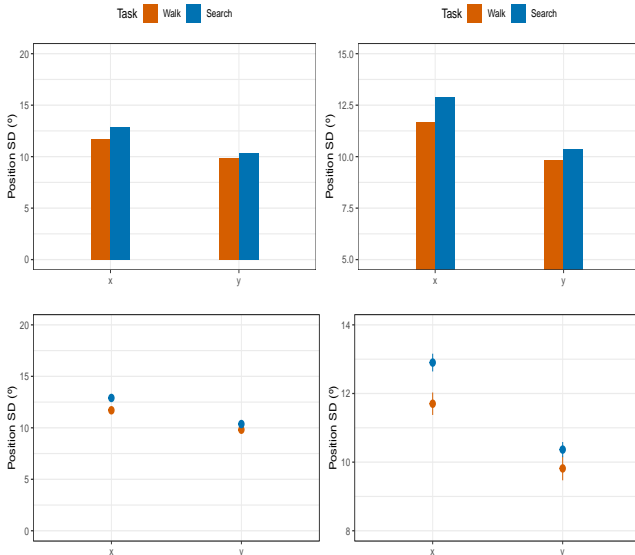 Task Walk Search
Position SD (º)
20
15
10
5
0
x y
Task Walk Search
Position SD (º)
15.0
12.5
10.0
7.5
5.0
x y
Position SD (º)
20
15
10
5
0
x v
Position SD (º)
14
12
10
8
x v